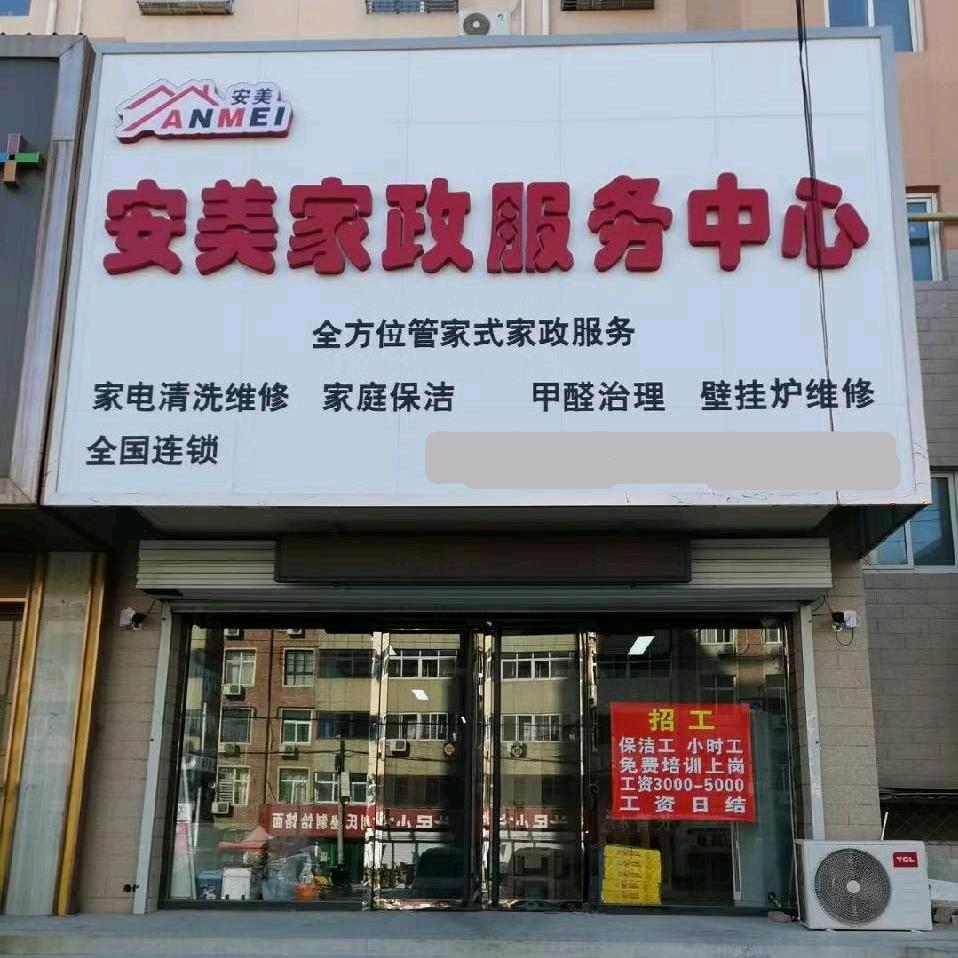 安美
ANMEI
安美家政服务中心
全方位管家式家政服务
家电清洗维修 家庭保洁 甲醛治理 壁挂炉维修
全国连锁
招工
保洁工 小时工
免费培训上岗
工资3000-5000
工资日结
TCL